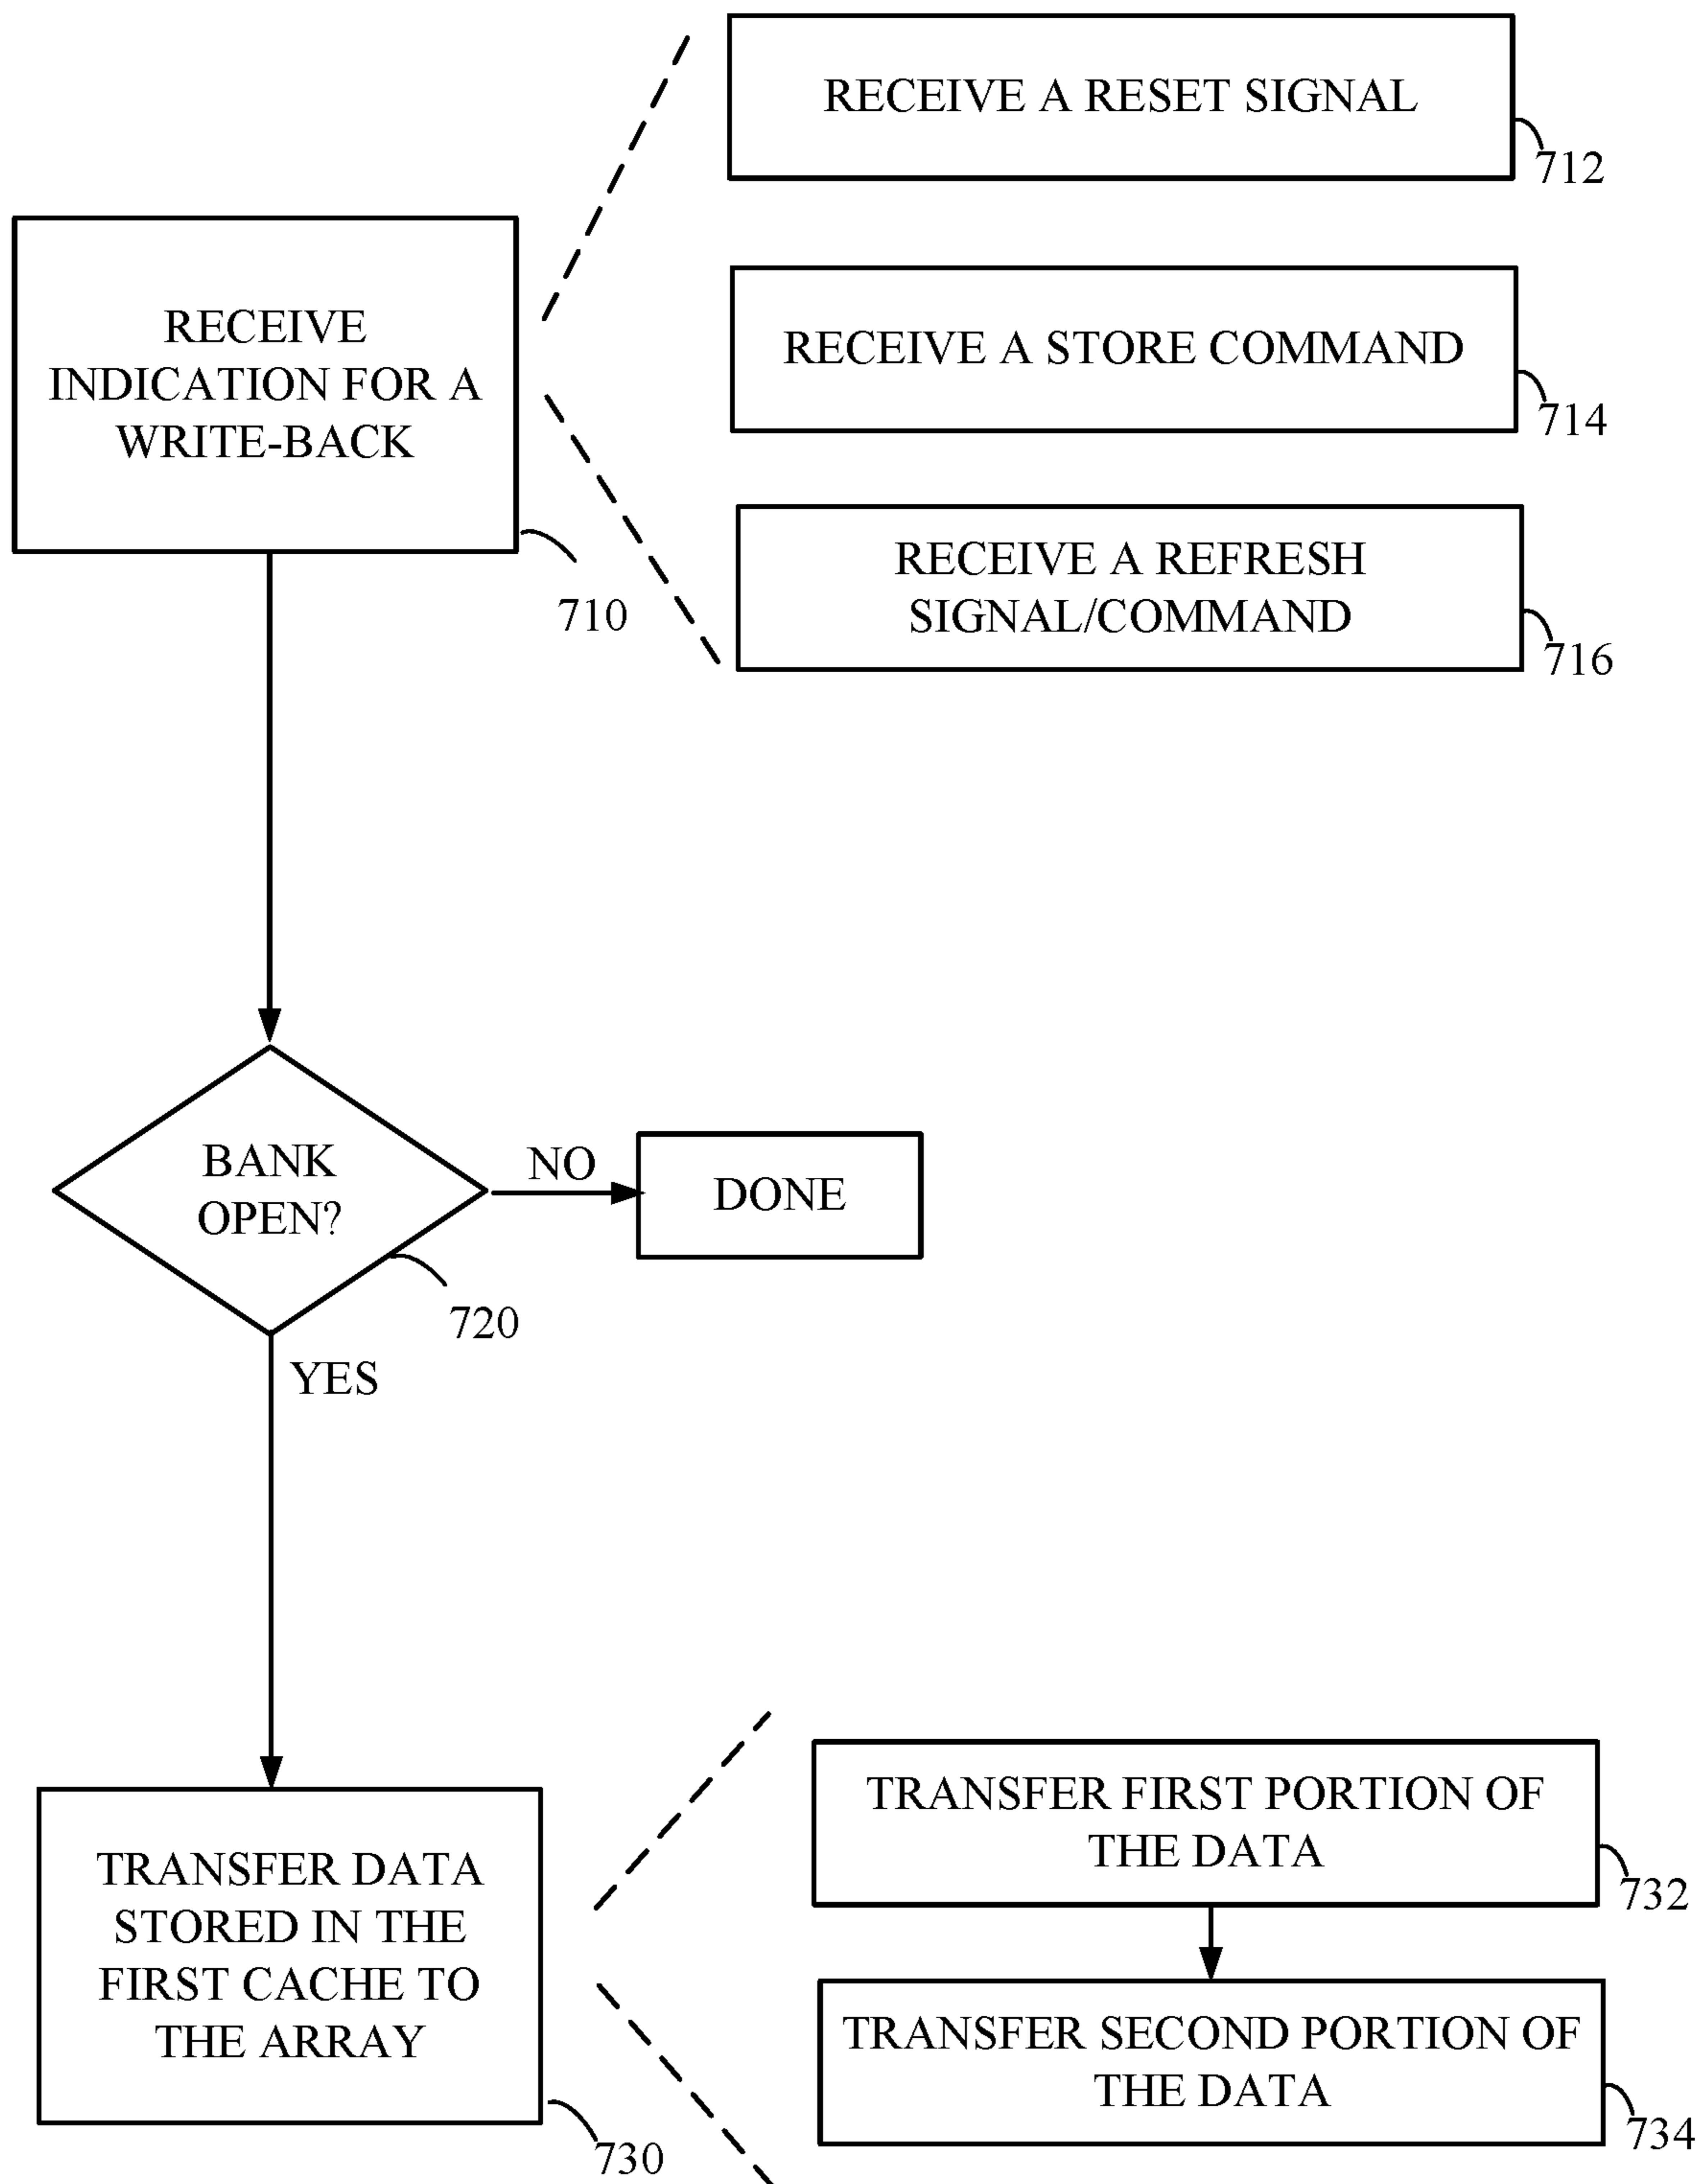 RECEIVE A RESET SIGNAL
712
RECEIVE
INDICATION FOR A
WRITE-BACK
710
RECEIVE A STORE COMMAND
714
RECEIVE A REFRESH
SIGNAL/COMMAND
716
BANK
OPEN?
720
NO
DONE
YES
TRANSFER DATA
STORED IN THE
FIRST CACHE TO
THE ARRAY
730
TRANSFER FIRST PORTION OF
THE DATA
732
TRANSFER SECOND PORTION OF
THE DATA
734